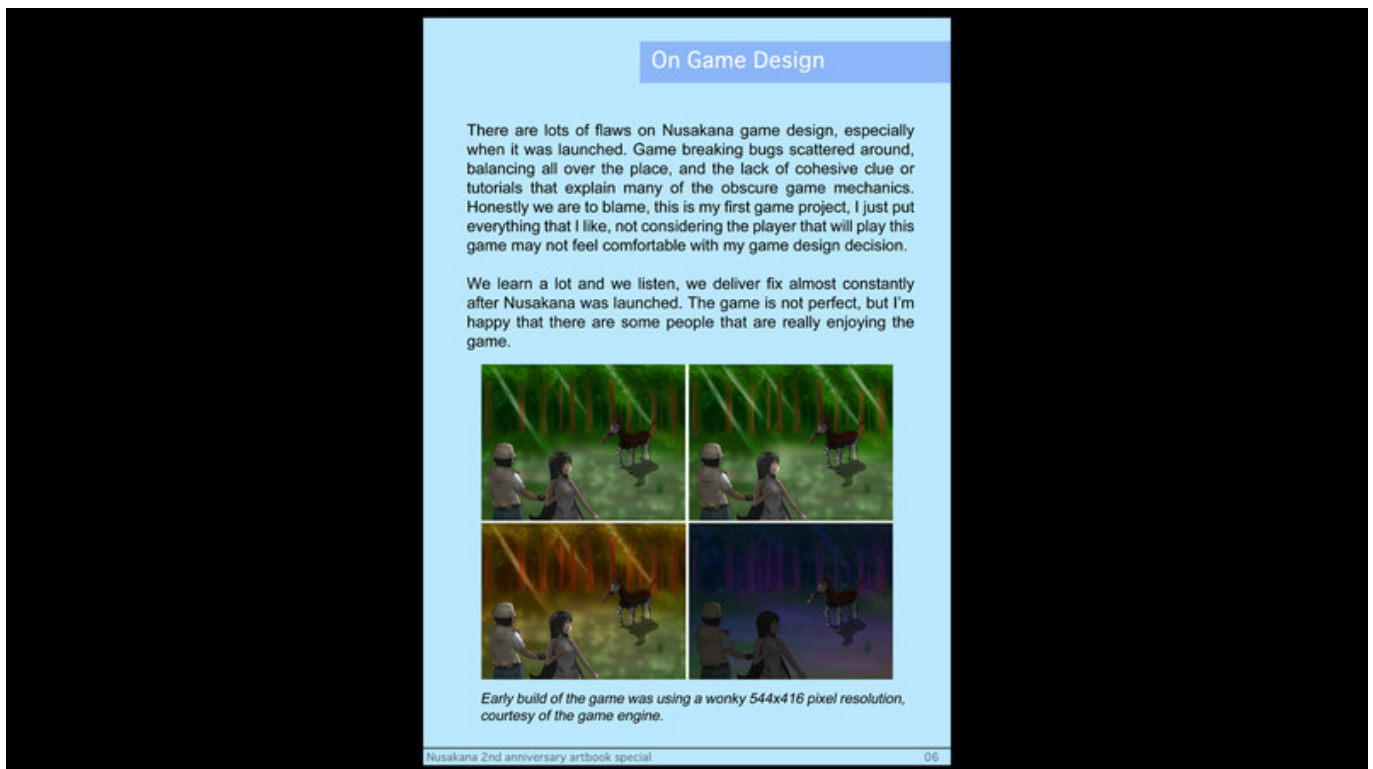 On Game Design
There are lots of flaws on Nusakana game design, especially
when it was launched. Game breaking bugs scattered around,
balancing all over the place, and the lack of cohesive clue or
tutorials that explain many of the obscure game mechanics.
Honestly we are to blame, this is my first game project, I just put
everything that I like, not considering the player that will play this
game may not feel comfortable with my game design decision.
We learn a lot and we listen, we deliver fix almost constantly
after Nusakana was launched. The game is not perfect, but I'm
happy that there are some people that are really enjoying the
game.
Early build of the game was using a wonky 544x416 pixel resolution,
courtesy of the game engine.
Nusakana 2nd anniversary artbook special
06